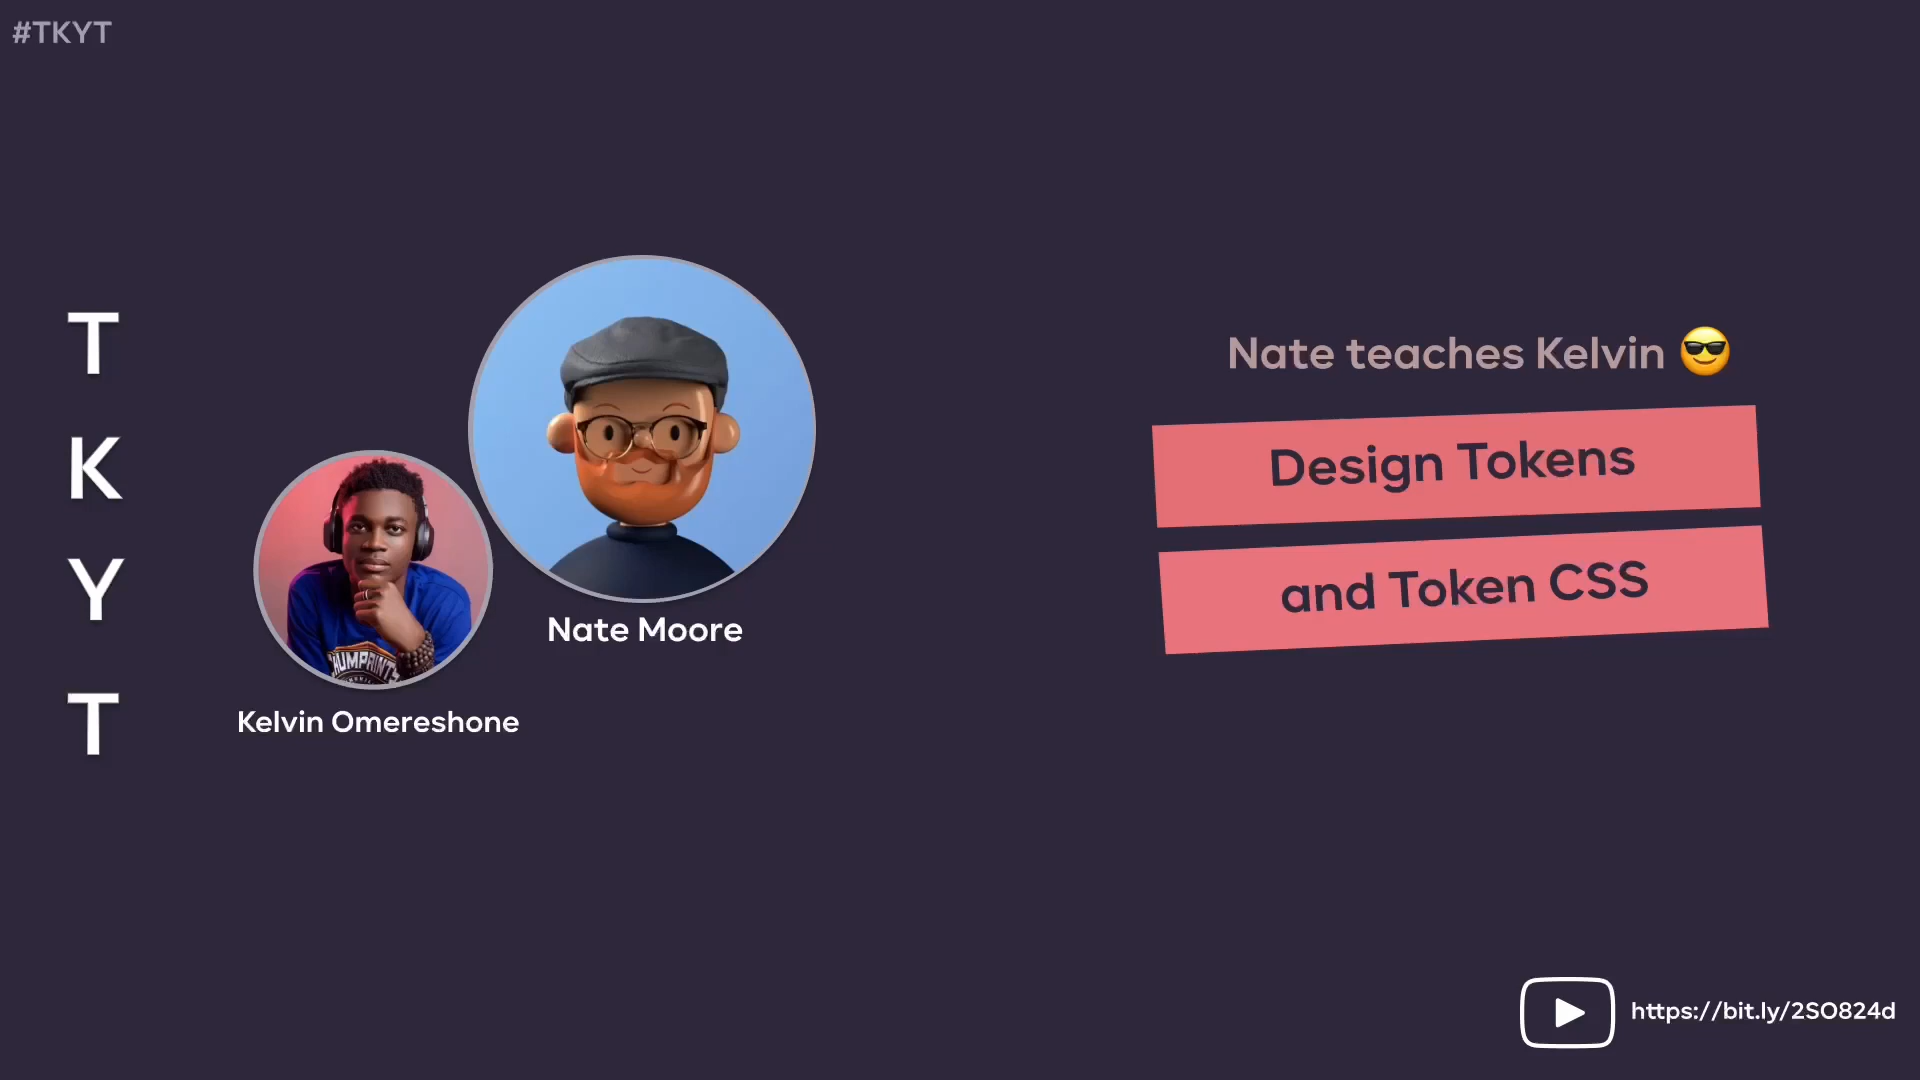 #TKYT
T
K
Y
T
Nate Moore
Kelvin Omereshone
Nate teaches Kelvin 😎
Design Tokens
and Token CSS
https://bit.ly/2SO824d